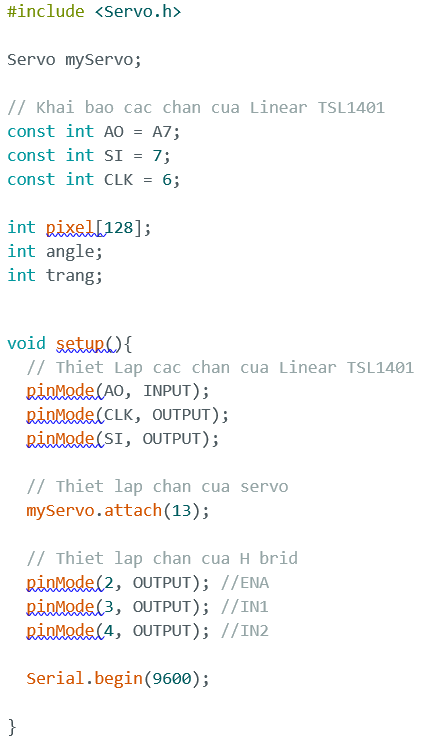 #include <Servo.h>
Servo myServo;
// Khai bao cac chan cua Linear TSL1401
const int AO = A7;
const int SI = 7;
const int CLK = 6;
int pixel[128];
int angle;
int trang;
void setup(){
// Thiet Lap cac chan cua Linear TSL1401
pinMode(AO, INPUT);
pinMode(CLK, OUTPUT);
pinMode(SI, OUTPUT);
// Thiet lap chan cua servo
myServo.attach(13);
// Thiet lap chan cua H brid
pinMode(2, OUTPUT); //ENA
pinMode(3, OUTPUT); //IN1
pinMode(4, OUTPUT); //IN2
Serial.begin(9600);
}